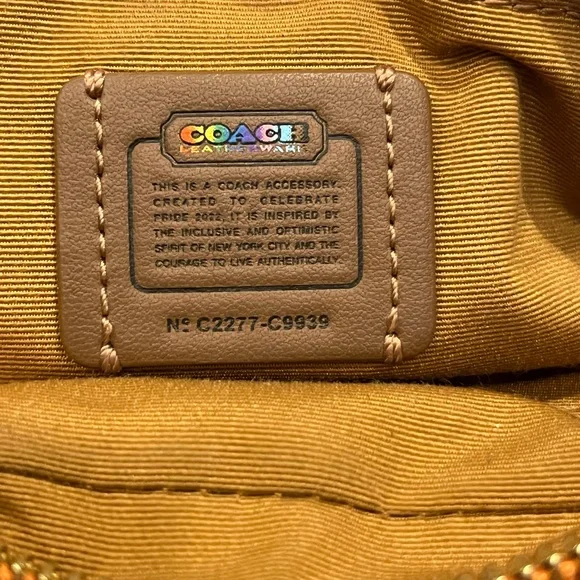 COACH
LEATHERWARE
THIS IS A COACH ACCESSORY.
CREATED TO CELEBRATE
PRIDE 2022, IT IS INSPIRED BY
THE INCLUSIVE AND OPTIMISTIC
SPIRIT OF NEW YORK CITY AND THE
COURAGE TO LIVE AUTHENTICALLY.
Nº C2277-C9939